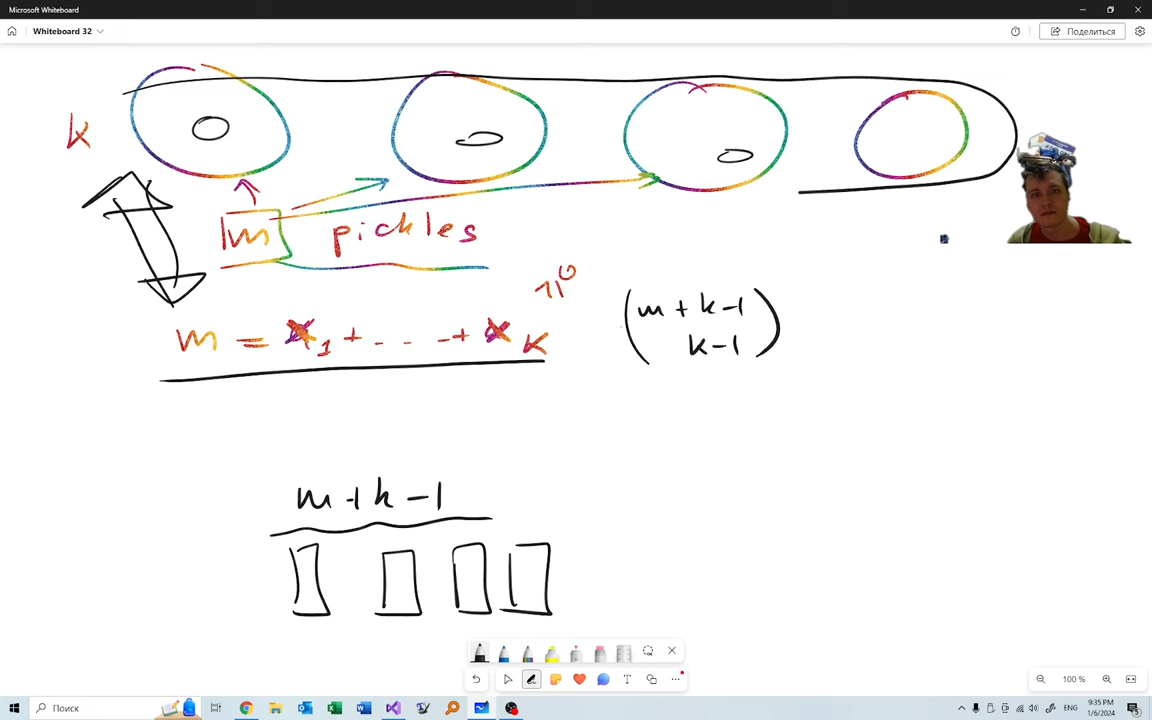 Microsoft Whiteboard
Whiteboard 32
Поделиться
k
m pickles
m = x₁ + ... + x k
(m + k - 1
k - 1)
m + k - 1
100 %
Поиск
ENG
9:35 PM
1/6/2024